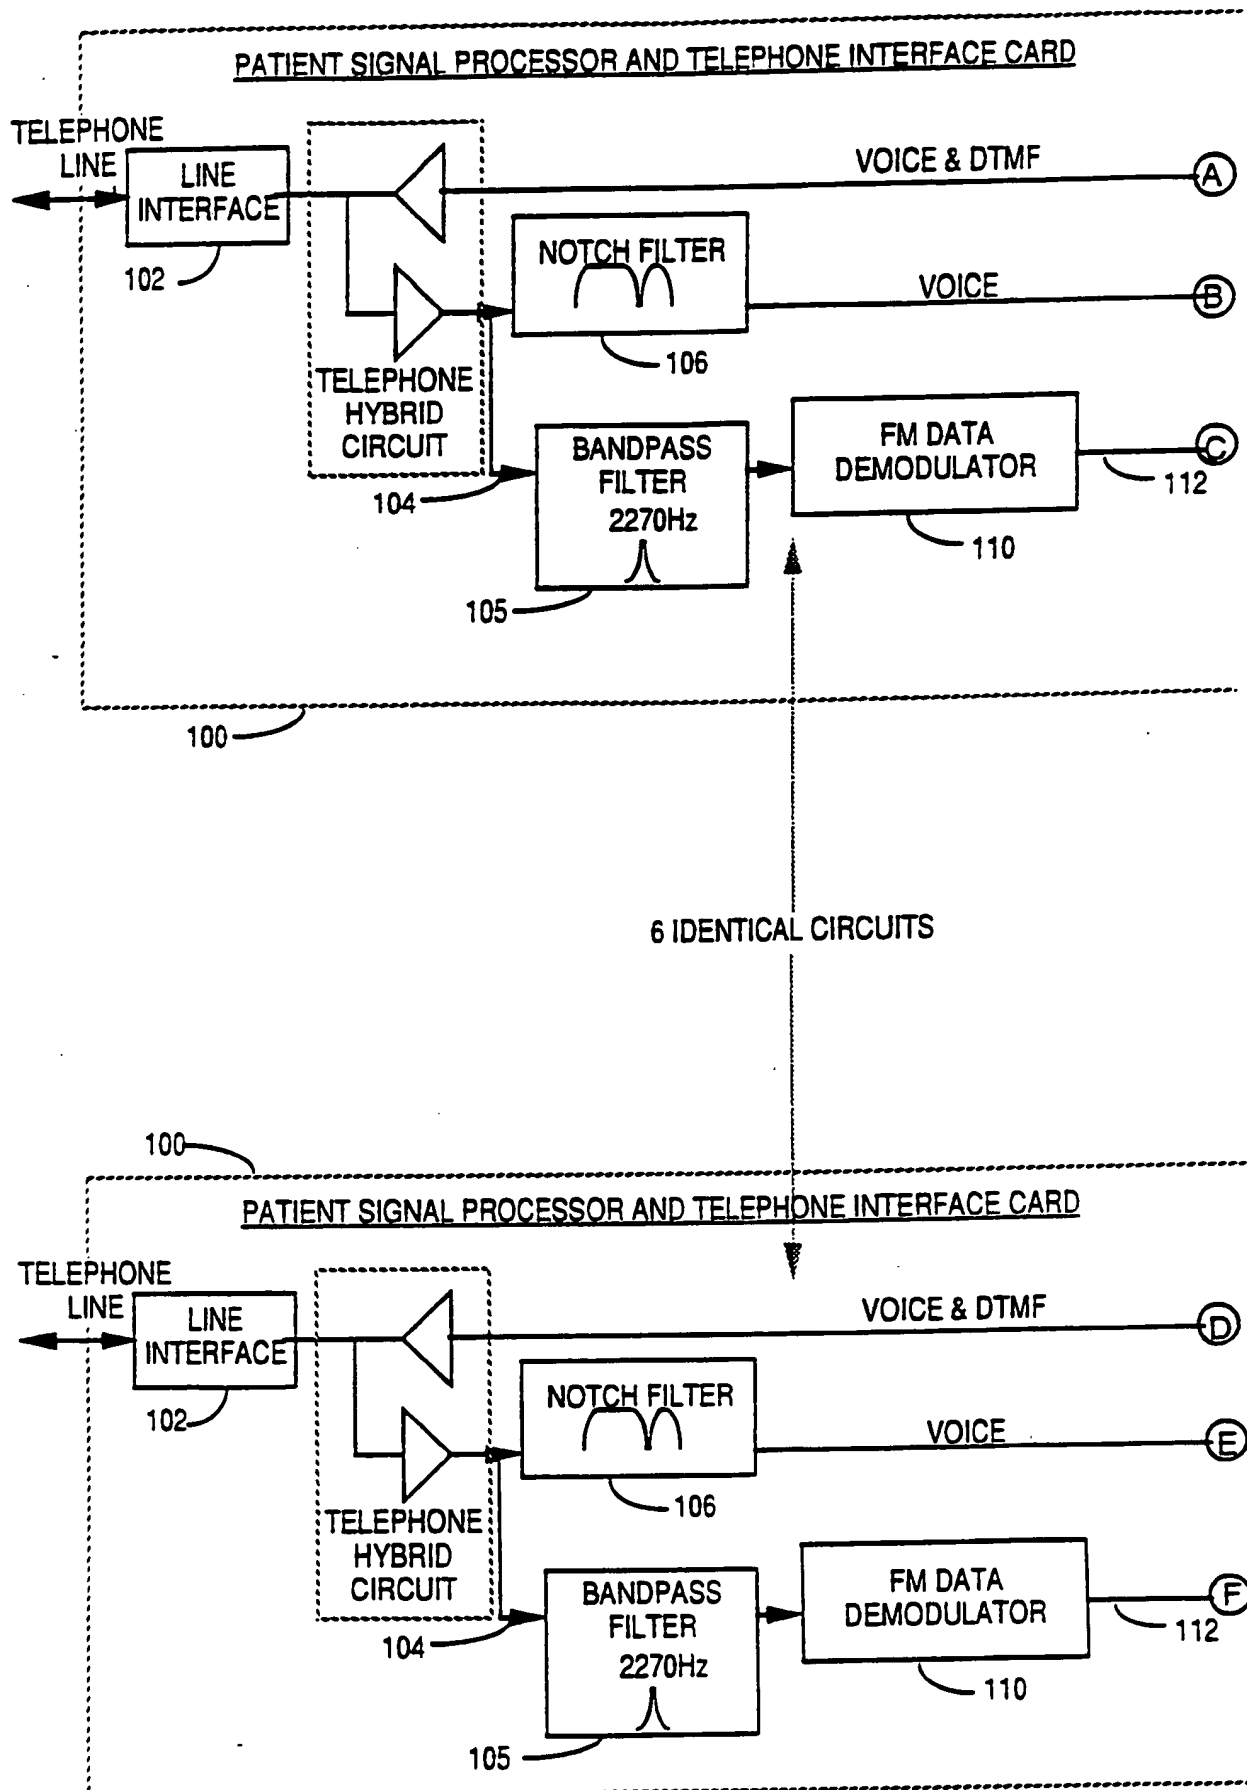 PATIENT SIGNAL PROCESSOR AND TELEPHONE INTERFACE CARD
TELEPHONE
LINE
LINE
INTERFACE
102
VOICE & DTMF
A
NOTCH FILTER
106
VOICE
B
TELEPHONE
HYBRID
CIRCUIT
104
BANDPASS
FILTER
2270Hz
105
FM DATA
DEMODULATOR
110
112
C
100
6 IDENTICAL CIRCUITS
100
PATIENT SIGNAL PROCESSOR AND TELEPHONE INTERFACE CARD
TELEPHONE
LINE
LINE
INTERFACE
102
VOICE & DTMF
D
NOTCH FILTER
106
VOICE
E
TELEPHONE
HYBRID
CIRCUIT
104
BANDPASS
FILTER
2270Hz
105
FM DATA
DEMODULATOR
110
112
F